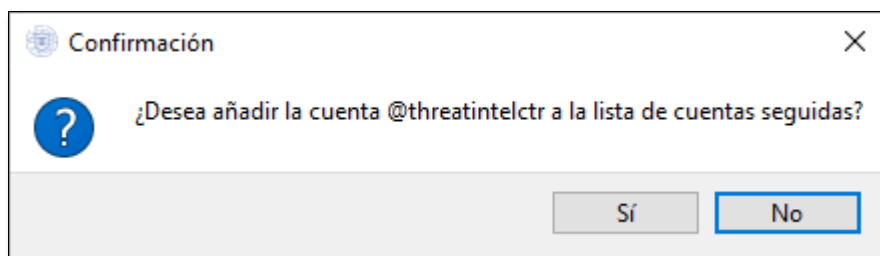 Confirmación
¿Desea añadir la cuenta @threatintelctr a la lista de cuentas seguidas?
Sí
No